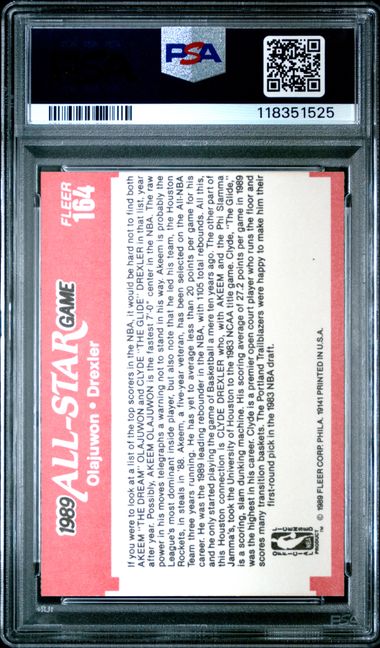 PSA
118351525
FLEER
164
1989 ALL-STAR GAME
Olajuwon • Drexler
If you were to look at a list of the top scorers in the NBA, it would be hard not to find both
AKEEM "THE DREAM" OLAJUWON and CLYDE "THE GLIDE" DREXLER in that list, year
after year. Possibly, AKEEM OLAJUWON is the fastest 7'-0" center in the NBA. The raw
power in his moves telegraphs a warning not to stand in his way. Akeem is probably the
League's most dominant inside player, but also note that he led his team, the Houston
Rockets, in steals in '88. Akeem, a five-year veteran, has been selected on the All-NBA
Team three years running. He has yet to average less than 20 points per game for his
career. He was the 1989 leading rebounder in the NBA, with 1105 total rebounds. All this,
and he only started playing the game of Basketball a mere ten years ago. The other part of
this Houston connection is CLYDE DREXLER who, with AKEEM and the Phi Slamma
Jamma's, took the University of Houston to the 1983 NCAA title game. Clyde, "The Glide,"
is a scoring, slam dunking machine. His scoring average of 27.2 points per game in 1989
was the highest in his career. Clyde is a premier open court player who runs the floor and
scores many transition baskets. The Portland Trailblazers were happy to make him their
first-round pick in the 1983 NBA draft.
OFFICIAL LICENSED
NBA
PRODUCT™
© 1989 FLEER CORP. PHILA. 19141 PRINTED IN U.S.A.
PSA